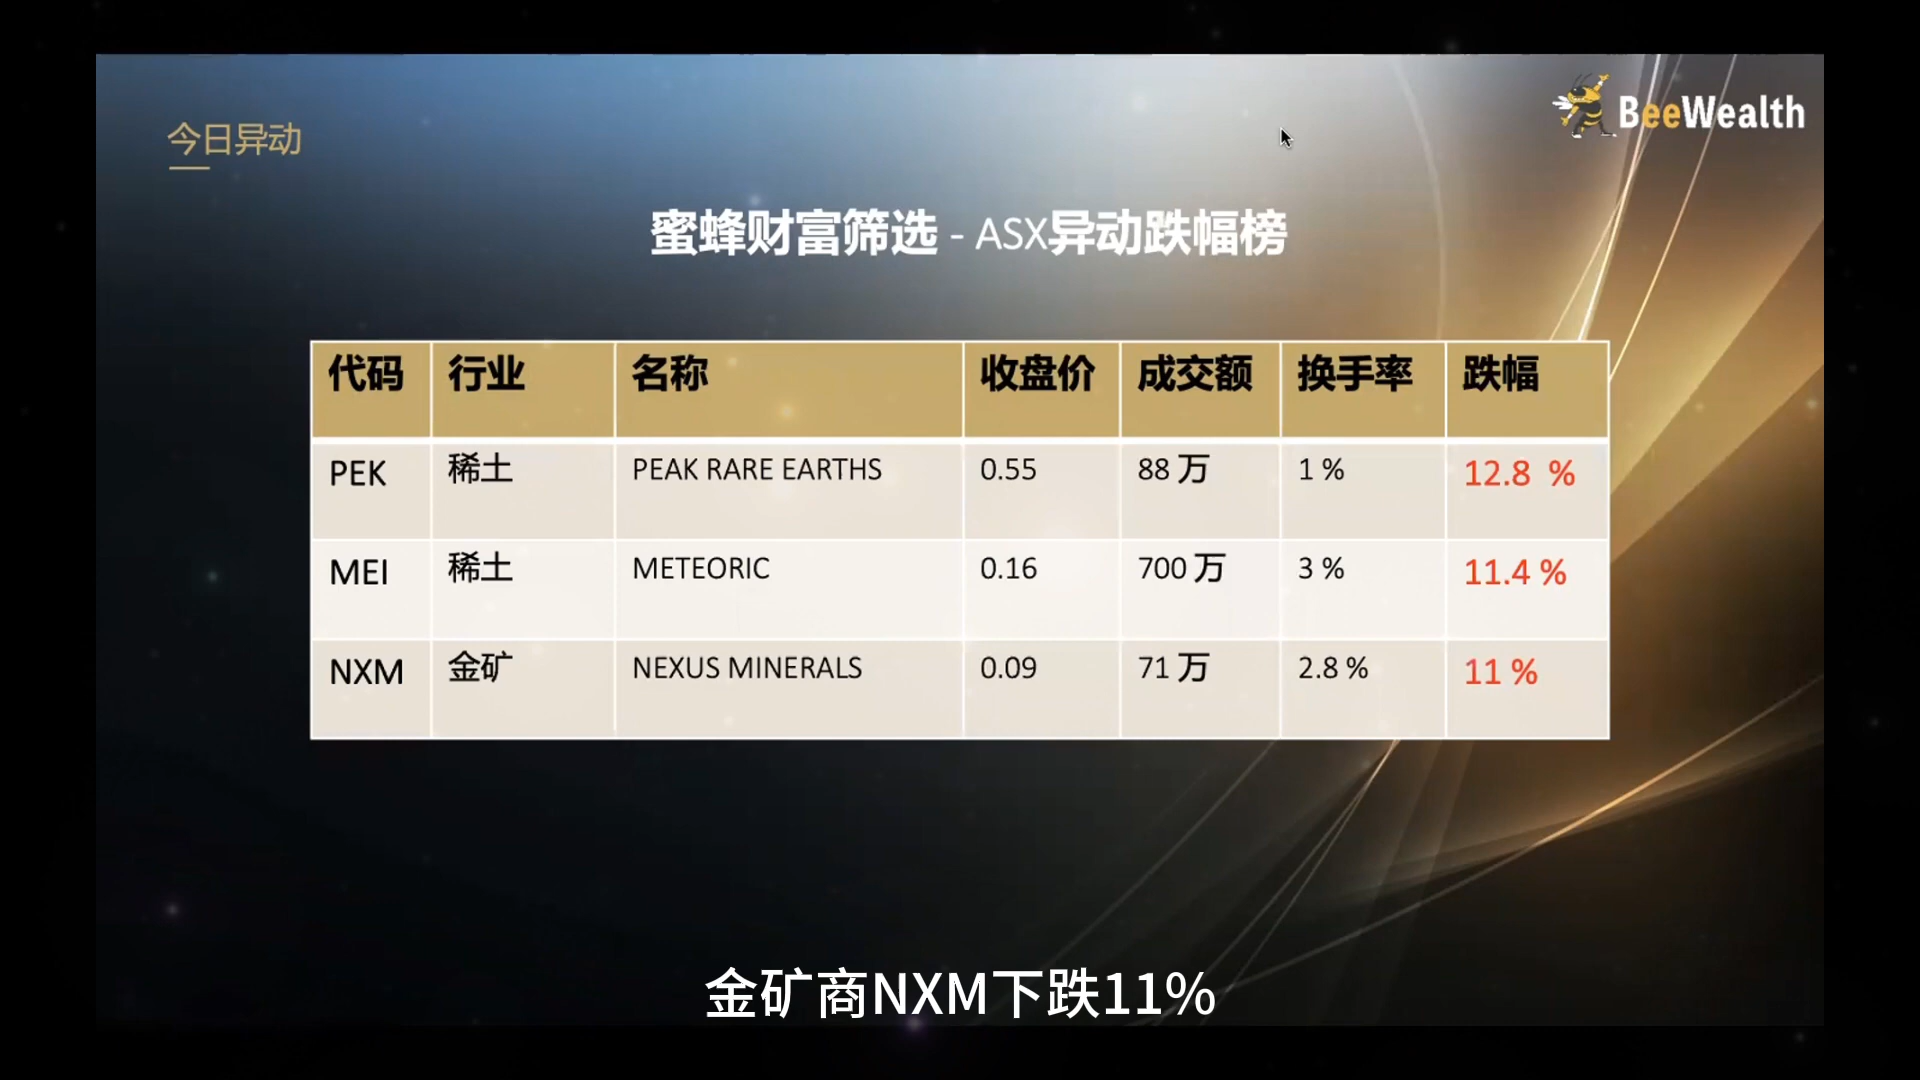 今日异动
BeeWealth
蜜蜂财富筛选 - ASX异动跌幅榜
代码 行业 名称 收盘价 成交额 换手率 跌幅
PEK 稀土 PEAK RARE EARTHS 0.55 88 万 1 % 12.8 %
MEI 稀土 METEORIC 0.16 700 万 3 % 11.4 %
NXM 金矿 NEXUS MINERALS 0.09 71 万 2.8 % 11 %
金矿商NXM下跌11%